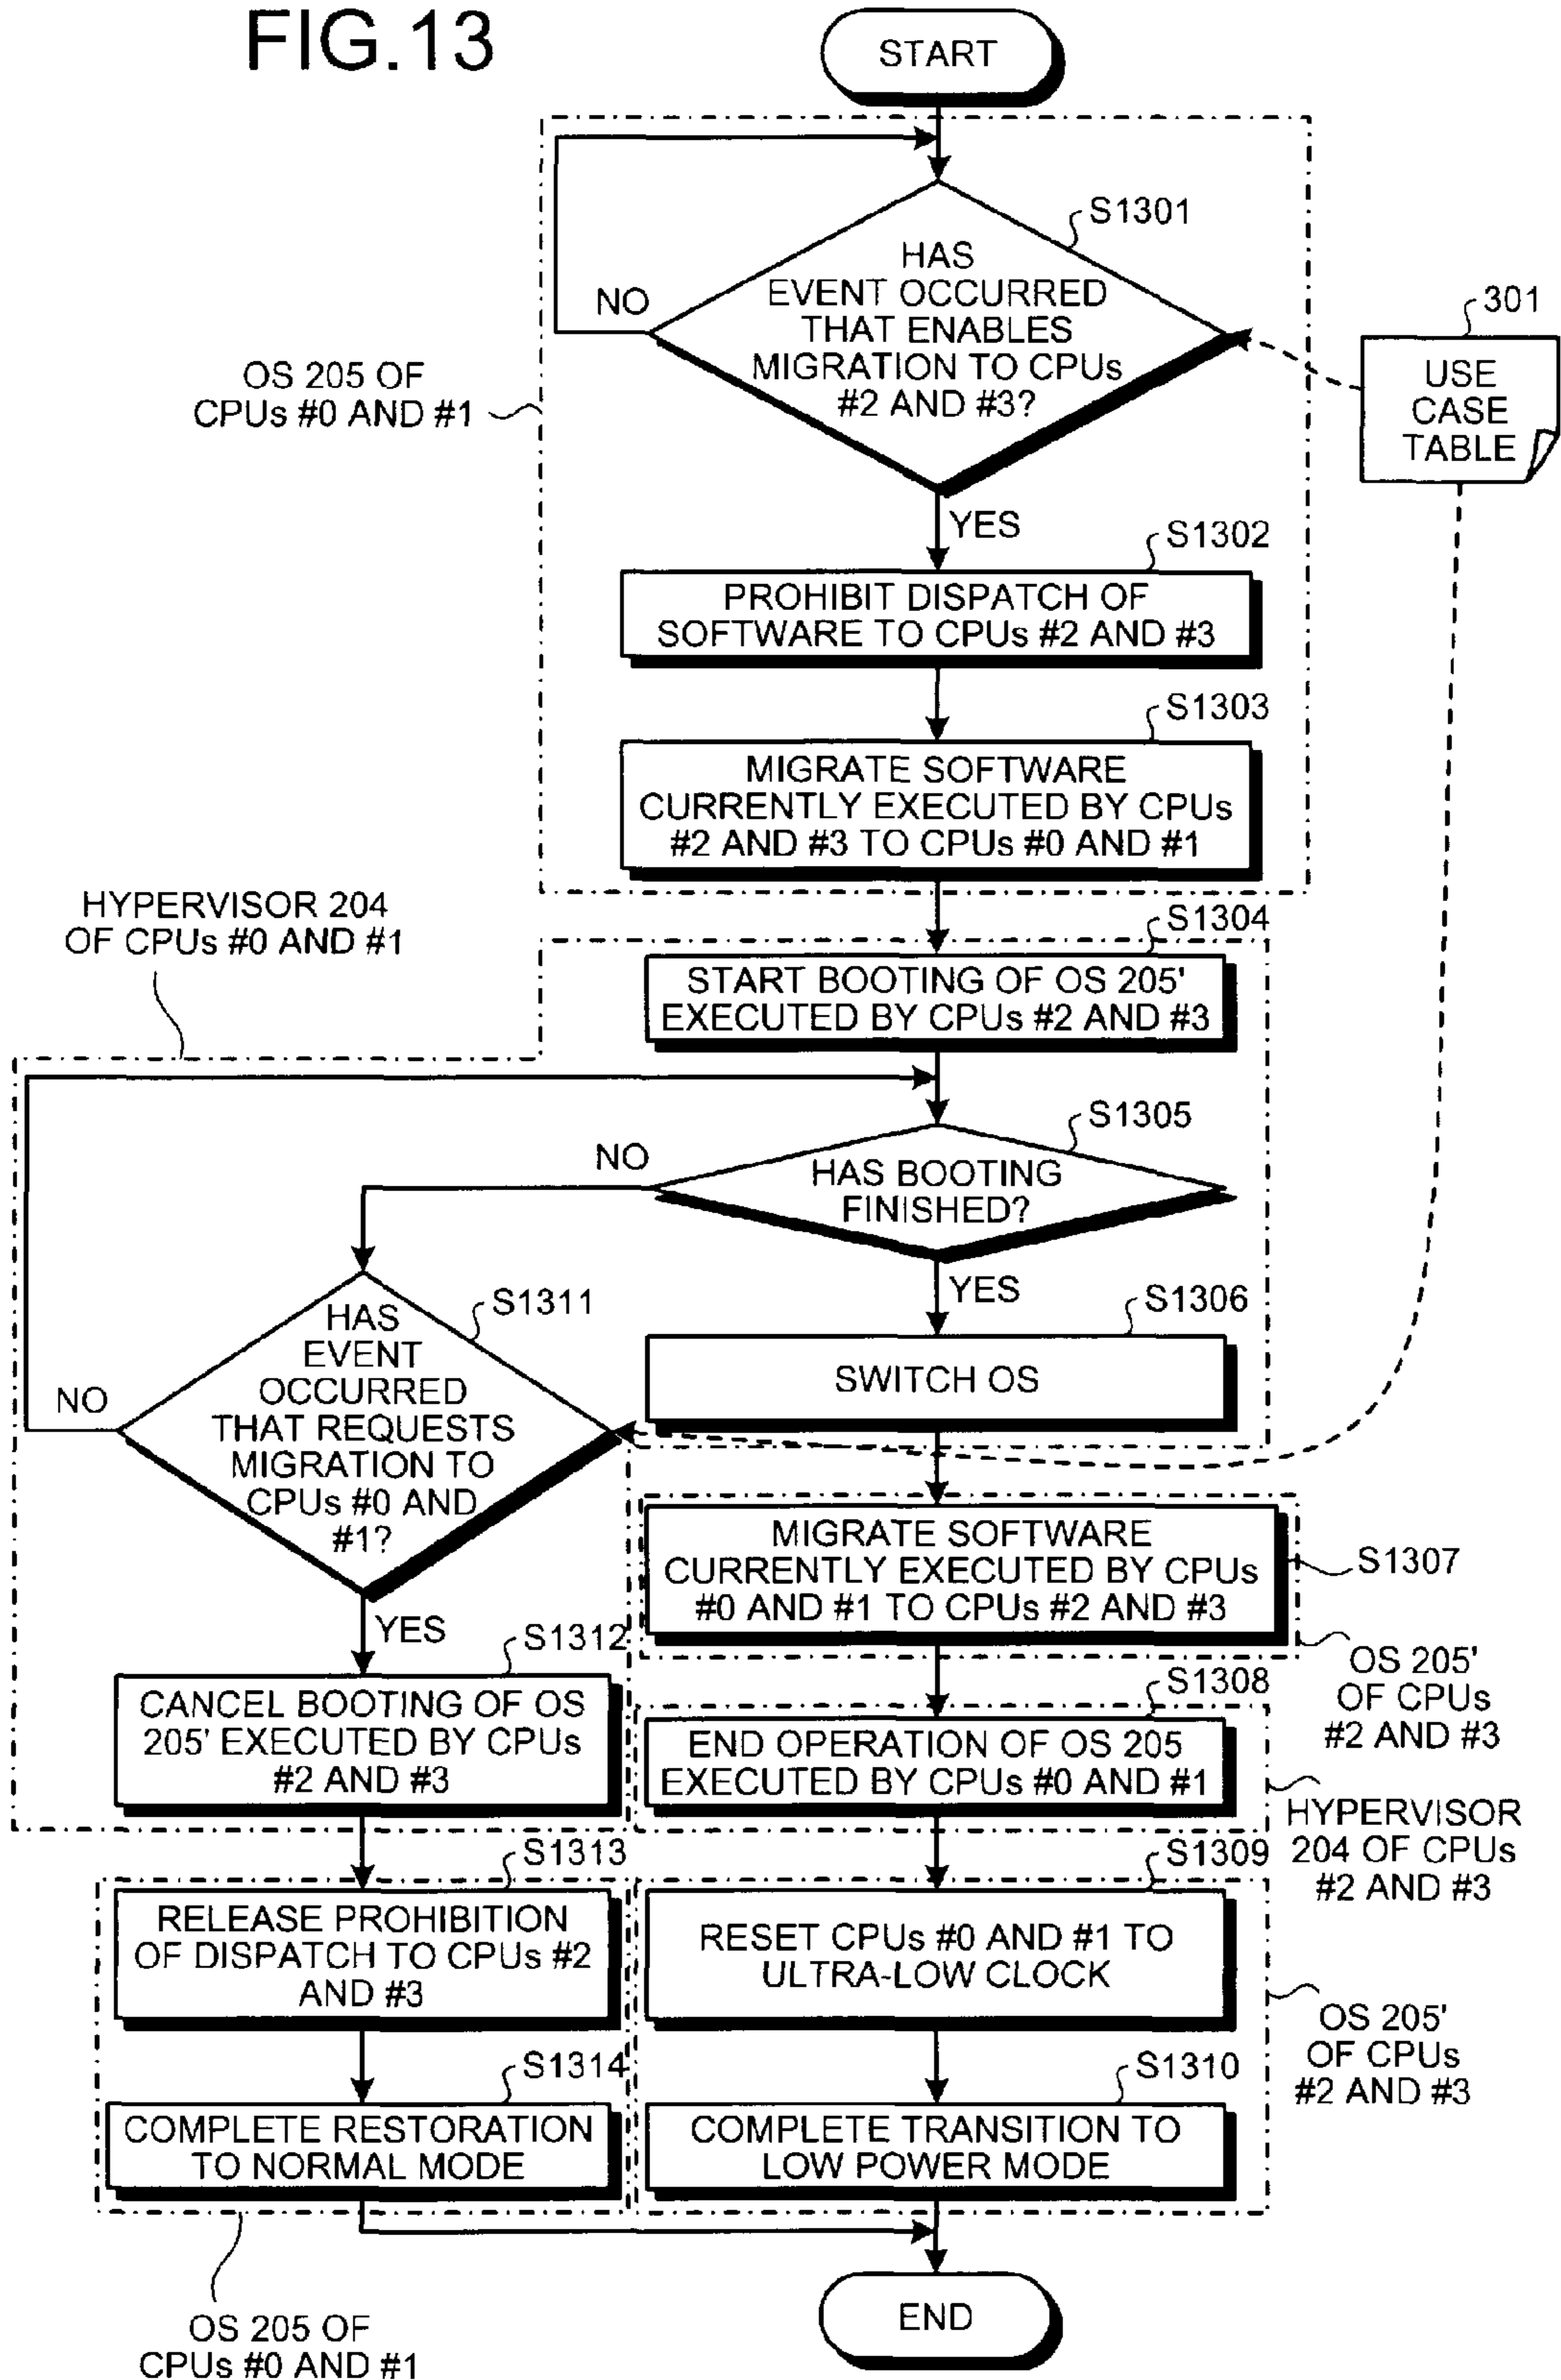 FIG.13
START
S1301
HAS
EVENT OCCURRED
THAT ENABLES
MIGRATION TO CPUs
#2 AND #3?
NO
301
USE
CASE
TABLE
OS 205 OF
CPUs #0 AND #1
YES
S1302
PROHIBIT DISPATCH OF
SOFTWARE TO CPUs #2 AND #3
S1303
MIGRATE SOFTWARE
CURRENTLY EXECUTED BY CPUs
#2 AND #3 TO CPUs #0 AND #1
HYPERVISOR 204
OF CPUs #0 AND #1
S1304
START BOOTING OF OS 205'
EXECUTED BY CPUs #2 AND #3
S1305
NO
HAS BOOTING
FINISHED?
YES
S1306
SWITCH OS
S1311
HAS
EVENT
OCCURRED
THAT REQUESTS
MIGRATION TO
CPUs #0 AND
#1?
NO
YES
S1307
MIGRATE SOFTWARE
CURRENTLY EXECUTED BY CPUs
#0 AND #1 TO CPUs #2 AND #3
OS 205'
OF CPUs
#2 AND #3
S1312
CANCEL BOOTING OF OS
205' EXECUTED BY CPUs
#2 AND #3
S1308
END OPERATION OF OS 205
EXECUTED BY CPUs #0 AND #1
HYPERVISOR
204 OF CPUs
#2 AND #3
S1313
RELEASE PROHIBITION
OF DISPATCH TO CPUs #2
AND #3
S1309
RESET CPUs #0 AND #1 TO
ULTRA-LOW CLOCK
OS 205'
OF CPUs
#2 AND #3
S1314
COMPLETE RESTORATION
TO NORMAL MODE
S1310
COMPLETE TRANSITION TO
LOW POWER MODE
END
OS 205 OF
CPUs #0 AND #1